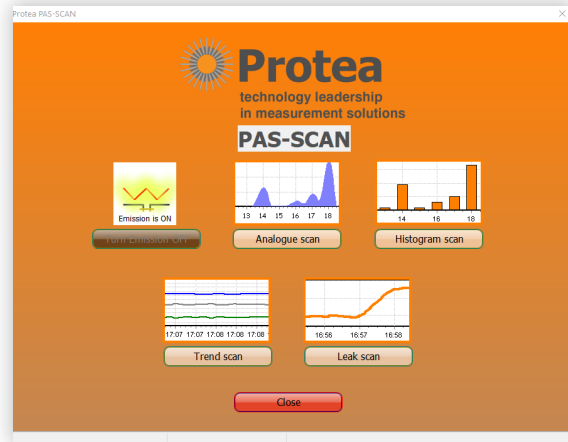 Protea PAS-SCAN
Protea
technology leadership
in measurement solutions
PAS-SCAN
Emission is ON
Turn Emission OFF
13 14 15 16 17 18
Analogue scan
14 16 18
Histogram scan
17:07 17:07 17:08 17:08 17:08
Trend scan
16:56 16:57 16:58
Leak scan
Close